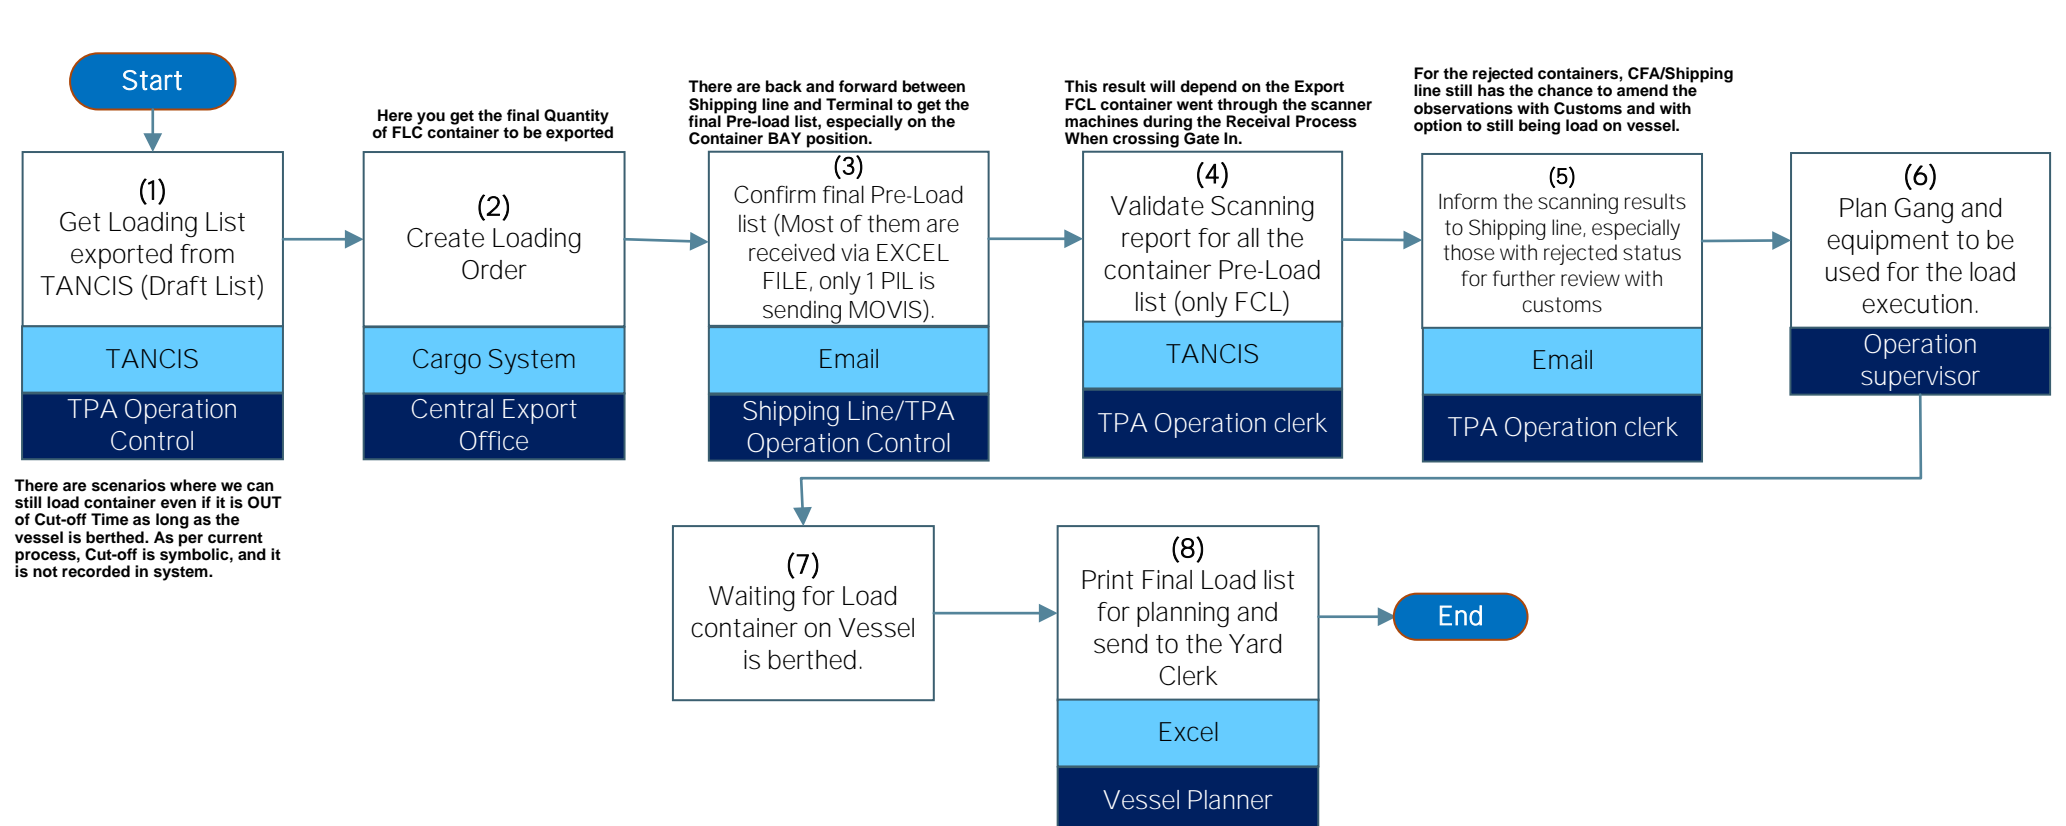 Start
Here you get the final Quantity
of FLC container to be exported
There are back and forward between
Shipping line and Terminal to get the
final Pre-load list, especially on the
Container BAY position.
This result will depend on the Export
FCL container went through the scanner
machines during the Receival Process
When crossing Gate In.
For the rejected containers, CFA/Shipping
line still has the chance to amend the
observations with Customs and with
option to still being load on vessel.
(1)
Get Loading List
exported from
TANCIS (Draft List)
TANCIS
TPA Operation
Control
There are scenarios where we can
still load container even if it is OUT
of Cut-off Time as long as the
vessel is berthed. As per current
process, Cut-off is symbolic, and it
is not recorded in system.
(2)
Create Loading
Order
Cargo System
Central Export
Office
(3)
Confirm final Pre-Load
list (Most of them are
received via EXCEL
FILE, only 1 PIL is
sending MOVIS).
Email
Shipping Line/TPA
Operation Control
(4)
Validate Scanning
report for all the
container Pre-Load
list (only FCL)
TANCIS
TPA Operation clerk
(5)
Inform the scanning results
to Shipping line, especially
those with rejected status
for further review with
customs
Email
TPA Operation clerk
(6)
Plan Gang and
equipment to be
used for the load
execution.
Operation
supervisor
(7)
Waiting for Load
container on Vessel
is berthed.
(8)
Print Final Load list
for planning and
send to the Yard
Clerk
Excel
Vessel Planner
End